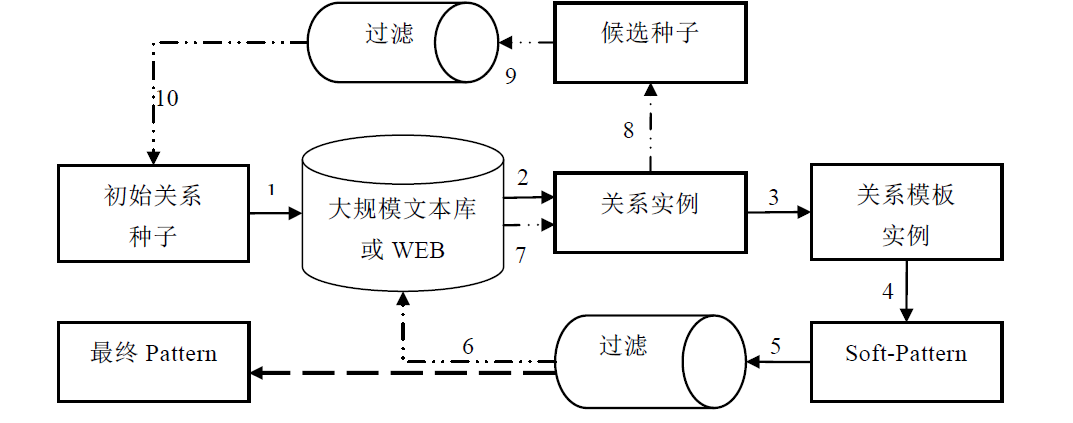 过滤
候选种子
9
10
8
初始关系
种子
1
大规模文本库
或 WEB
2
7
关系实例
3
关系模板
实例
4
最终 Pattern
6
过滤
5
Soft-Pattern